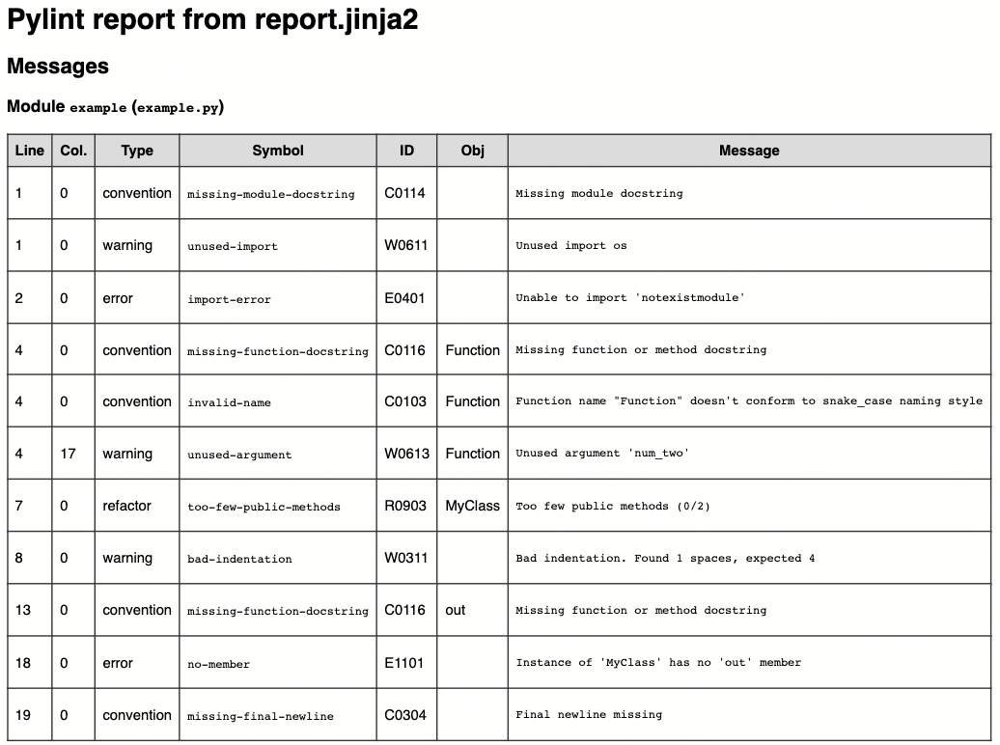 Pylint report from report.jinja2
Messages
Module example (example.py)
Line Col. Type Symbol ID Obj Message
1 0 convention missing-module-docstring C0114 Missing module docstring
1 0 warning unused-import W0611 Unused import os
2 0 error import-error E0401 Unable to import 'notexistmodule'
4 0 convention missing-function-docstring C0116 Function Missing function or method docstring
4 0 convention invalid-name C0103 Function Function name "Function" doesn't conform to snake_case naming style
4 17 warning unused-argument W0613 Function Unused argument 'num_two'
7 0 refactor too-few-public-methods R0903 MyClass Too few public methods (0/2)
8 0 warning bad-indentation W0311 Bad indentation. Found 1 spaces, expected 4
13 0 convention missing-function-docstring C0116 out Missing function or method docstring
18 0 error no-member E1101 Instance of 'MyClass' has no 'out' member
19 0 convention missing-final-newline C0304 Final newline missing